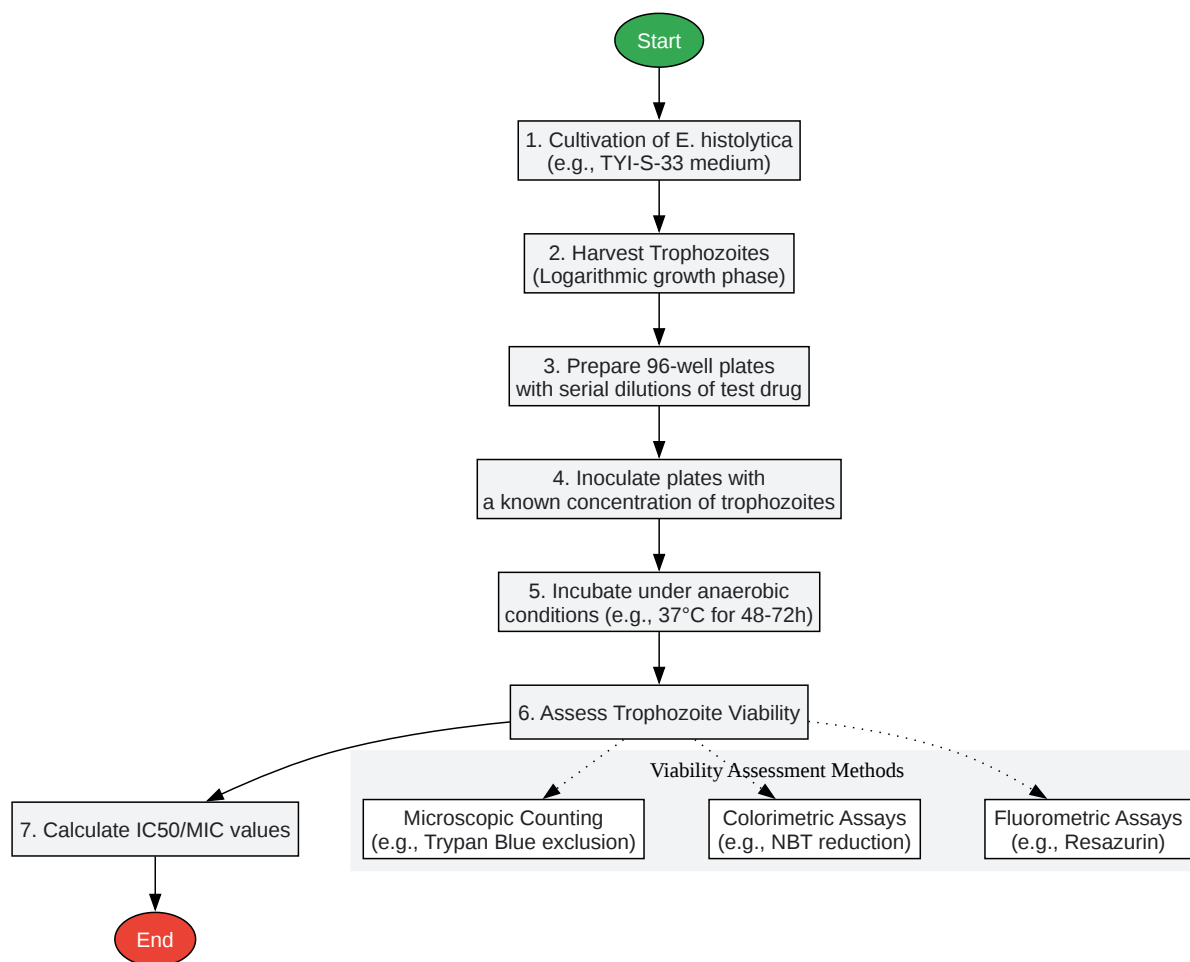 Start
1. Cultivation of E. histolytica
(e.g., TYI-S-33 medium)
2. Harvest Trophozoites
(Logarithmic growth phase)
3. Prepare 96-well plates
with serial dilutions of test drug
4. Inoculate plates with
a known concentration of trophozoites
5. Incubate under anaerobic
conditions (e.g., 37°C for 48-72h)
6. Assess Trophozoite Viability
Viability Assessment Methods
7. Calculate IC50/MIC values
Microscopic Counting
(e.g., Trypan Blue exclusion)
Colorimetric Assays
(e.g., NBT reduction)
Fluorometric Assays
(e.g., Resazurin)
End